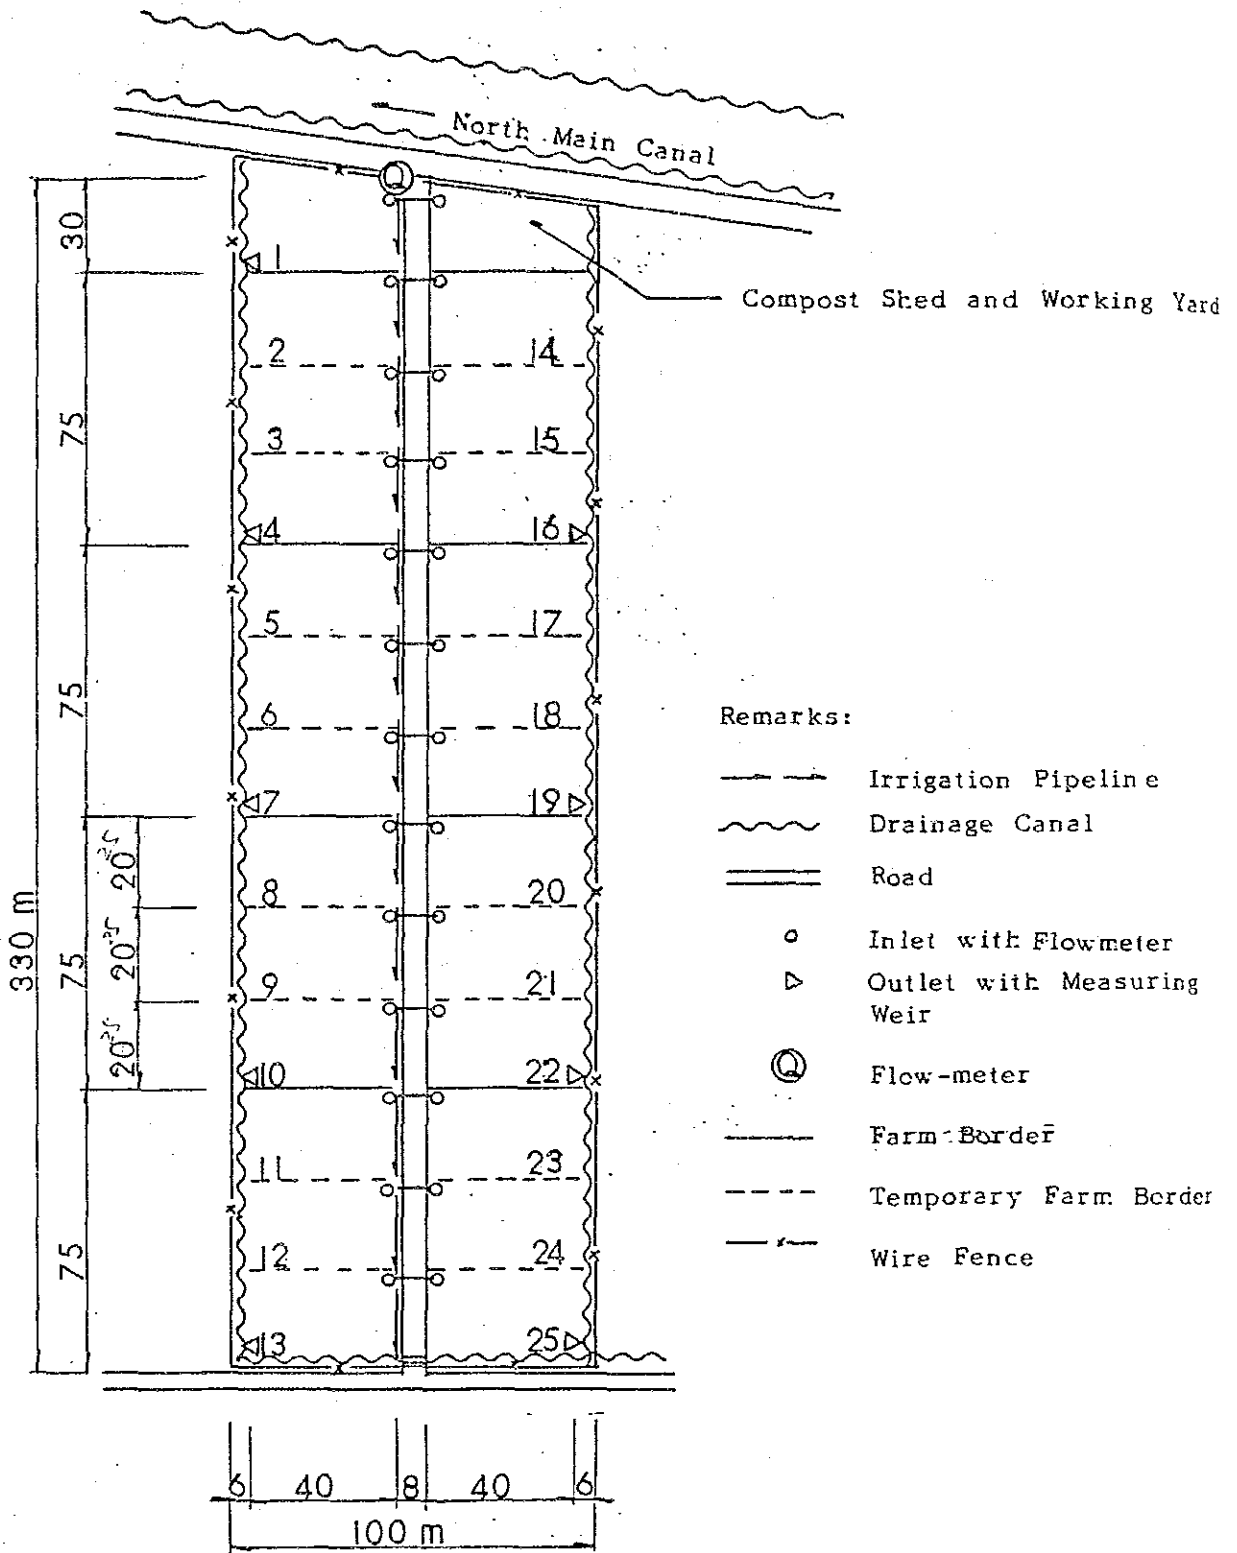 North Main Canal
Q
30
1
Compost Shed and Working Yard
2 14
75
3 15
4 16
5 17
75
6 18
Remarks:
Irrigation Pipeline
7 19
Drainage Canal
20
8 20
Road
330 m
75
20
Inlet with Flowmeter
9 21
Outlet with Measuring
Weir
20
10 22
Q Flow-meter
Farm Border
11 23
Temporary Farm Border
75
12 24
Wire Fence
13 25
6 40 8 40 6
100 m